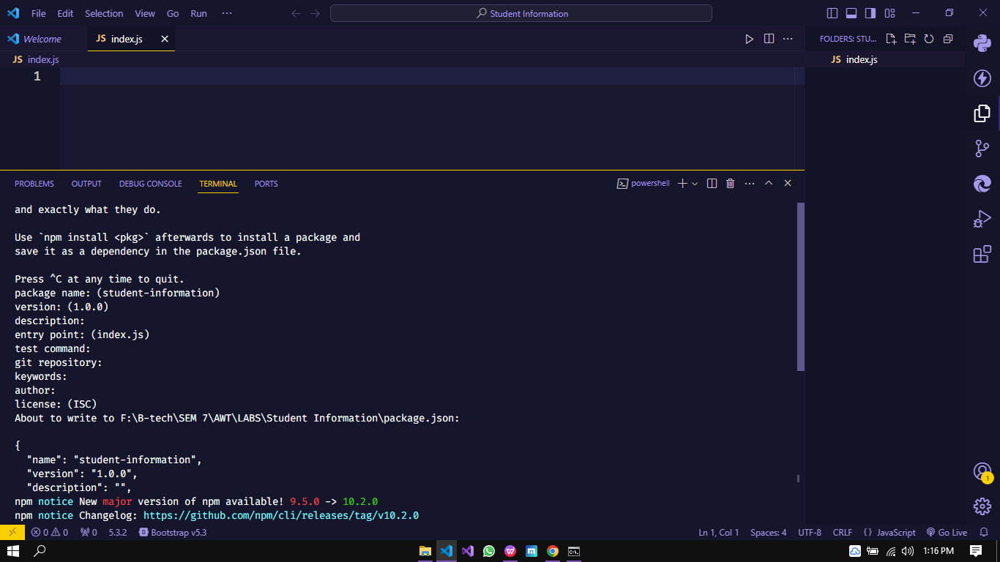 File Edit Selection View Go Run ···
Student Information
Welcome
JS index.js
FOLDERS: STU...
JS index.js
JS index.js
1
PROBLEMS OUTPUT DEBUG CONSOLE TERMINAL PORTS
powershell
and exactly what they do.
Use `npm install <pkg>` afterwards to install a package and
save it as a dependency in the package.json file.
Press ^C at any time to quit.
package name: (student-information)
version: (1.0.0)
description:
entry point: (index.js)
test command:
git repository:
keywords:
author:
license: (ISC)
About to write to F:\B-tech\SEM 7\AWT\LABS\Student Information\package.json:
{
"name": "student-information",
"version": "1.0.0",
"description": "",
npm notice New major version of npm available! 9.5.0 -> 10.2.0
npm notice Changelog: https://github.com/npm/cli/releases/tag/v10.2.0
1
0 0 0 5.3.2 B Bootstrap v5.3 Ln 1, Col 1 Spaces: 4 UTF-8 CRLF {} JavaScript Go Live
1:16 PM